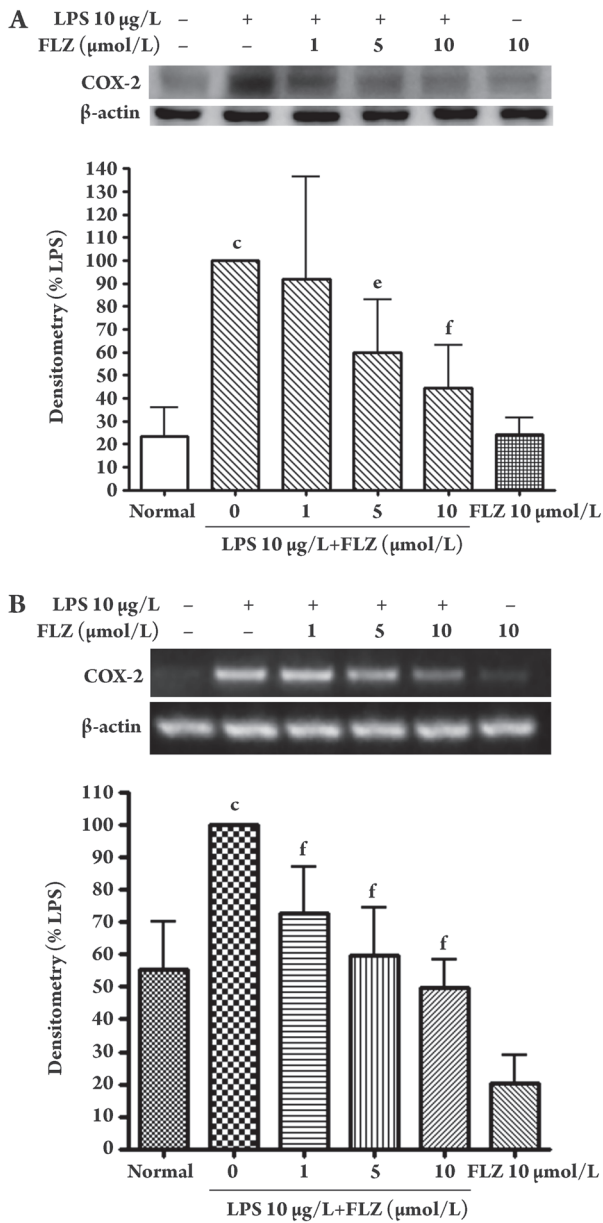 A
LPS 10 μg/L – + + + + –
FLZ (μmol/L) – – 1 5 10 10
COX-2
β-actin
140
130
120
110
100
90
80
70
60
50
40
30
20
10
0
Densitometry (% LPS)
c
e
f
Normal 0 1 5 10 FLZ 10 μmol/L
LPS 10 μg/L+FLZ (μmol/L)
B
LPS 10 μg/L – + + + + –
FLZ (μmol/L) – – 1 5 10 10
COX-2
β-actin
110
100
90
80
70
60
50
40
30
20
10
0
Densitometry (% LPS)
c
f
f
f
Normal 0 1 5 10 FLZ 10 μmol/L
LPS 10 μg/L+FLZ (μmol/L)